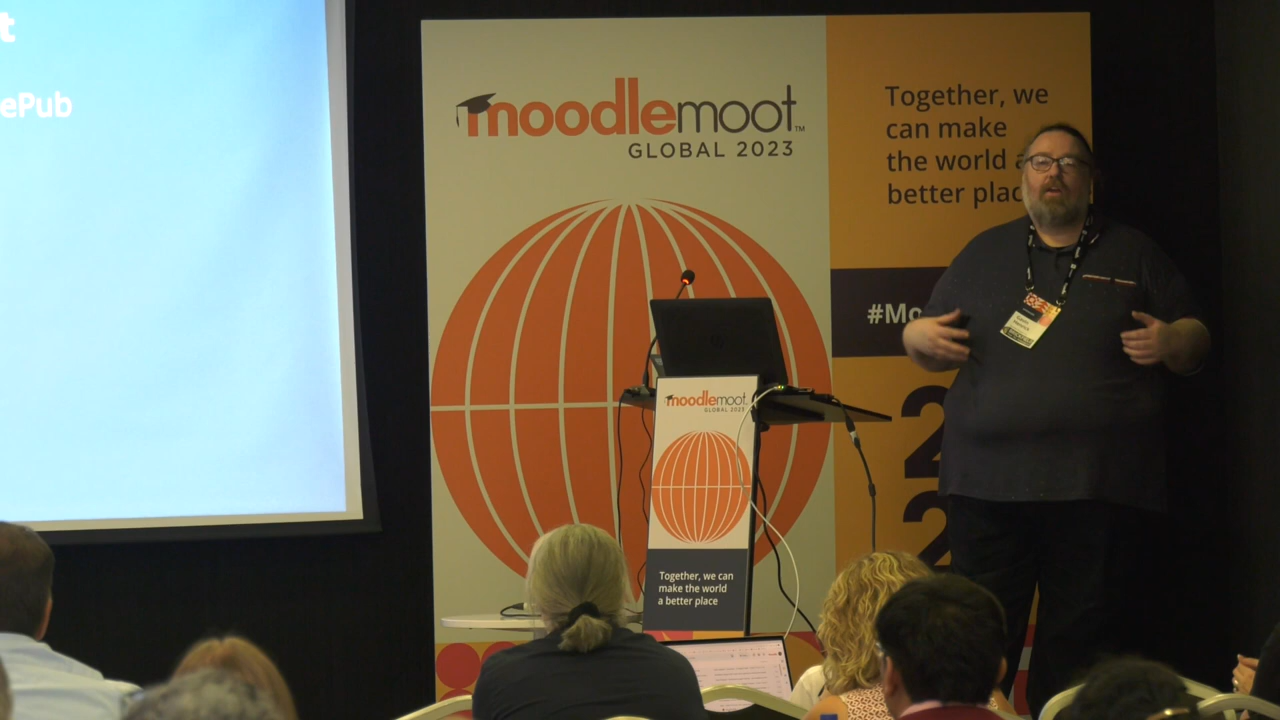 t
ePub
moodlemoot™
GLOBAL 2023
Together, we
can make
the world a
better plac
#Mo
2
2
moodlemoot
GLOBAL 2023
Together, we can
make the world
a better place